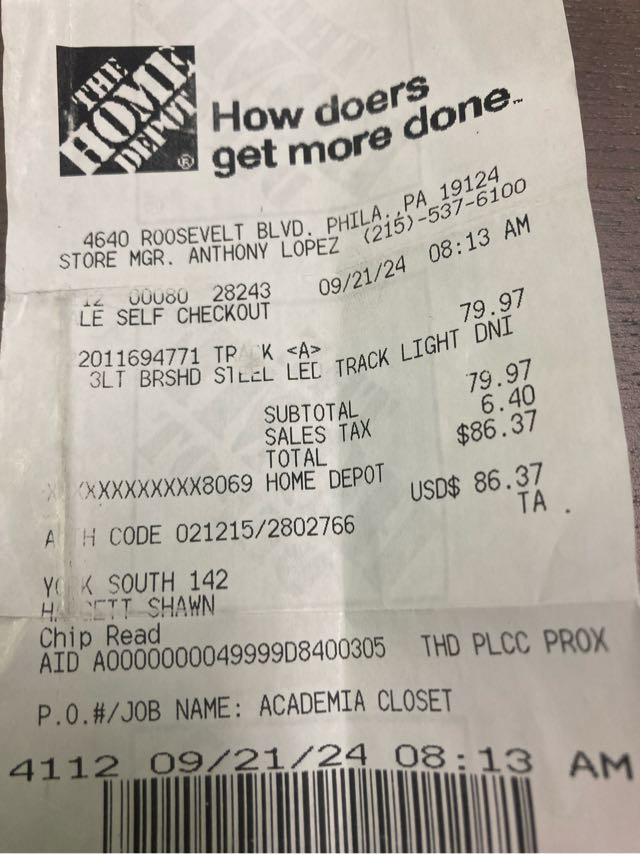 THE
HOME
DEPOT
®
How doers
get more done™
4640 ROOSEVELT BLVD. PHILA., PA 19124
STORE MGR. ANTHONY LOPEZ (215)-537-6100
00080 28243 09/21/24 08:13 AM
LE SELF CHECKOUT
2011694771 <A> 79.97
3LT BRSHD LED TRACK LIGHT DNI
SUBTOTAL 79.97
SALES TAX 6.40
TOTAL $86.37
XXXXXXXXXX8069 HOME DEPOT
USD$ 86.37
CODE 021215/2802766 TA .
SOUTH 142
SHAWN
Chip Read
AID A0000000049999D8400305 THD PLCC PROX
P.O.#/JOB NAME: ACADEMIA CLOSET
4112 09/21/24 08:13 AM